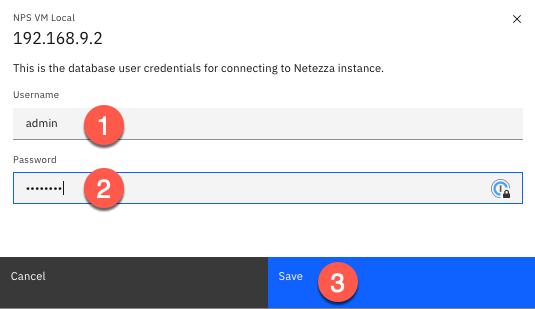 NPS VM Local
192.168.9.2
This is the database user credentials for connecting to Netezza instance.
Username
admin
1
Password
••••••••
2
Cancel
Save
3